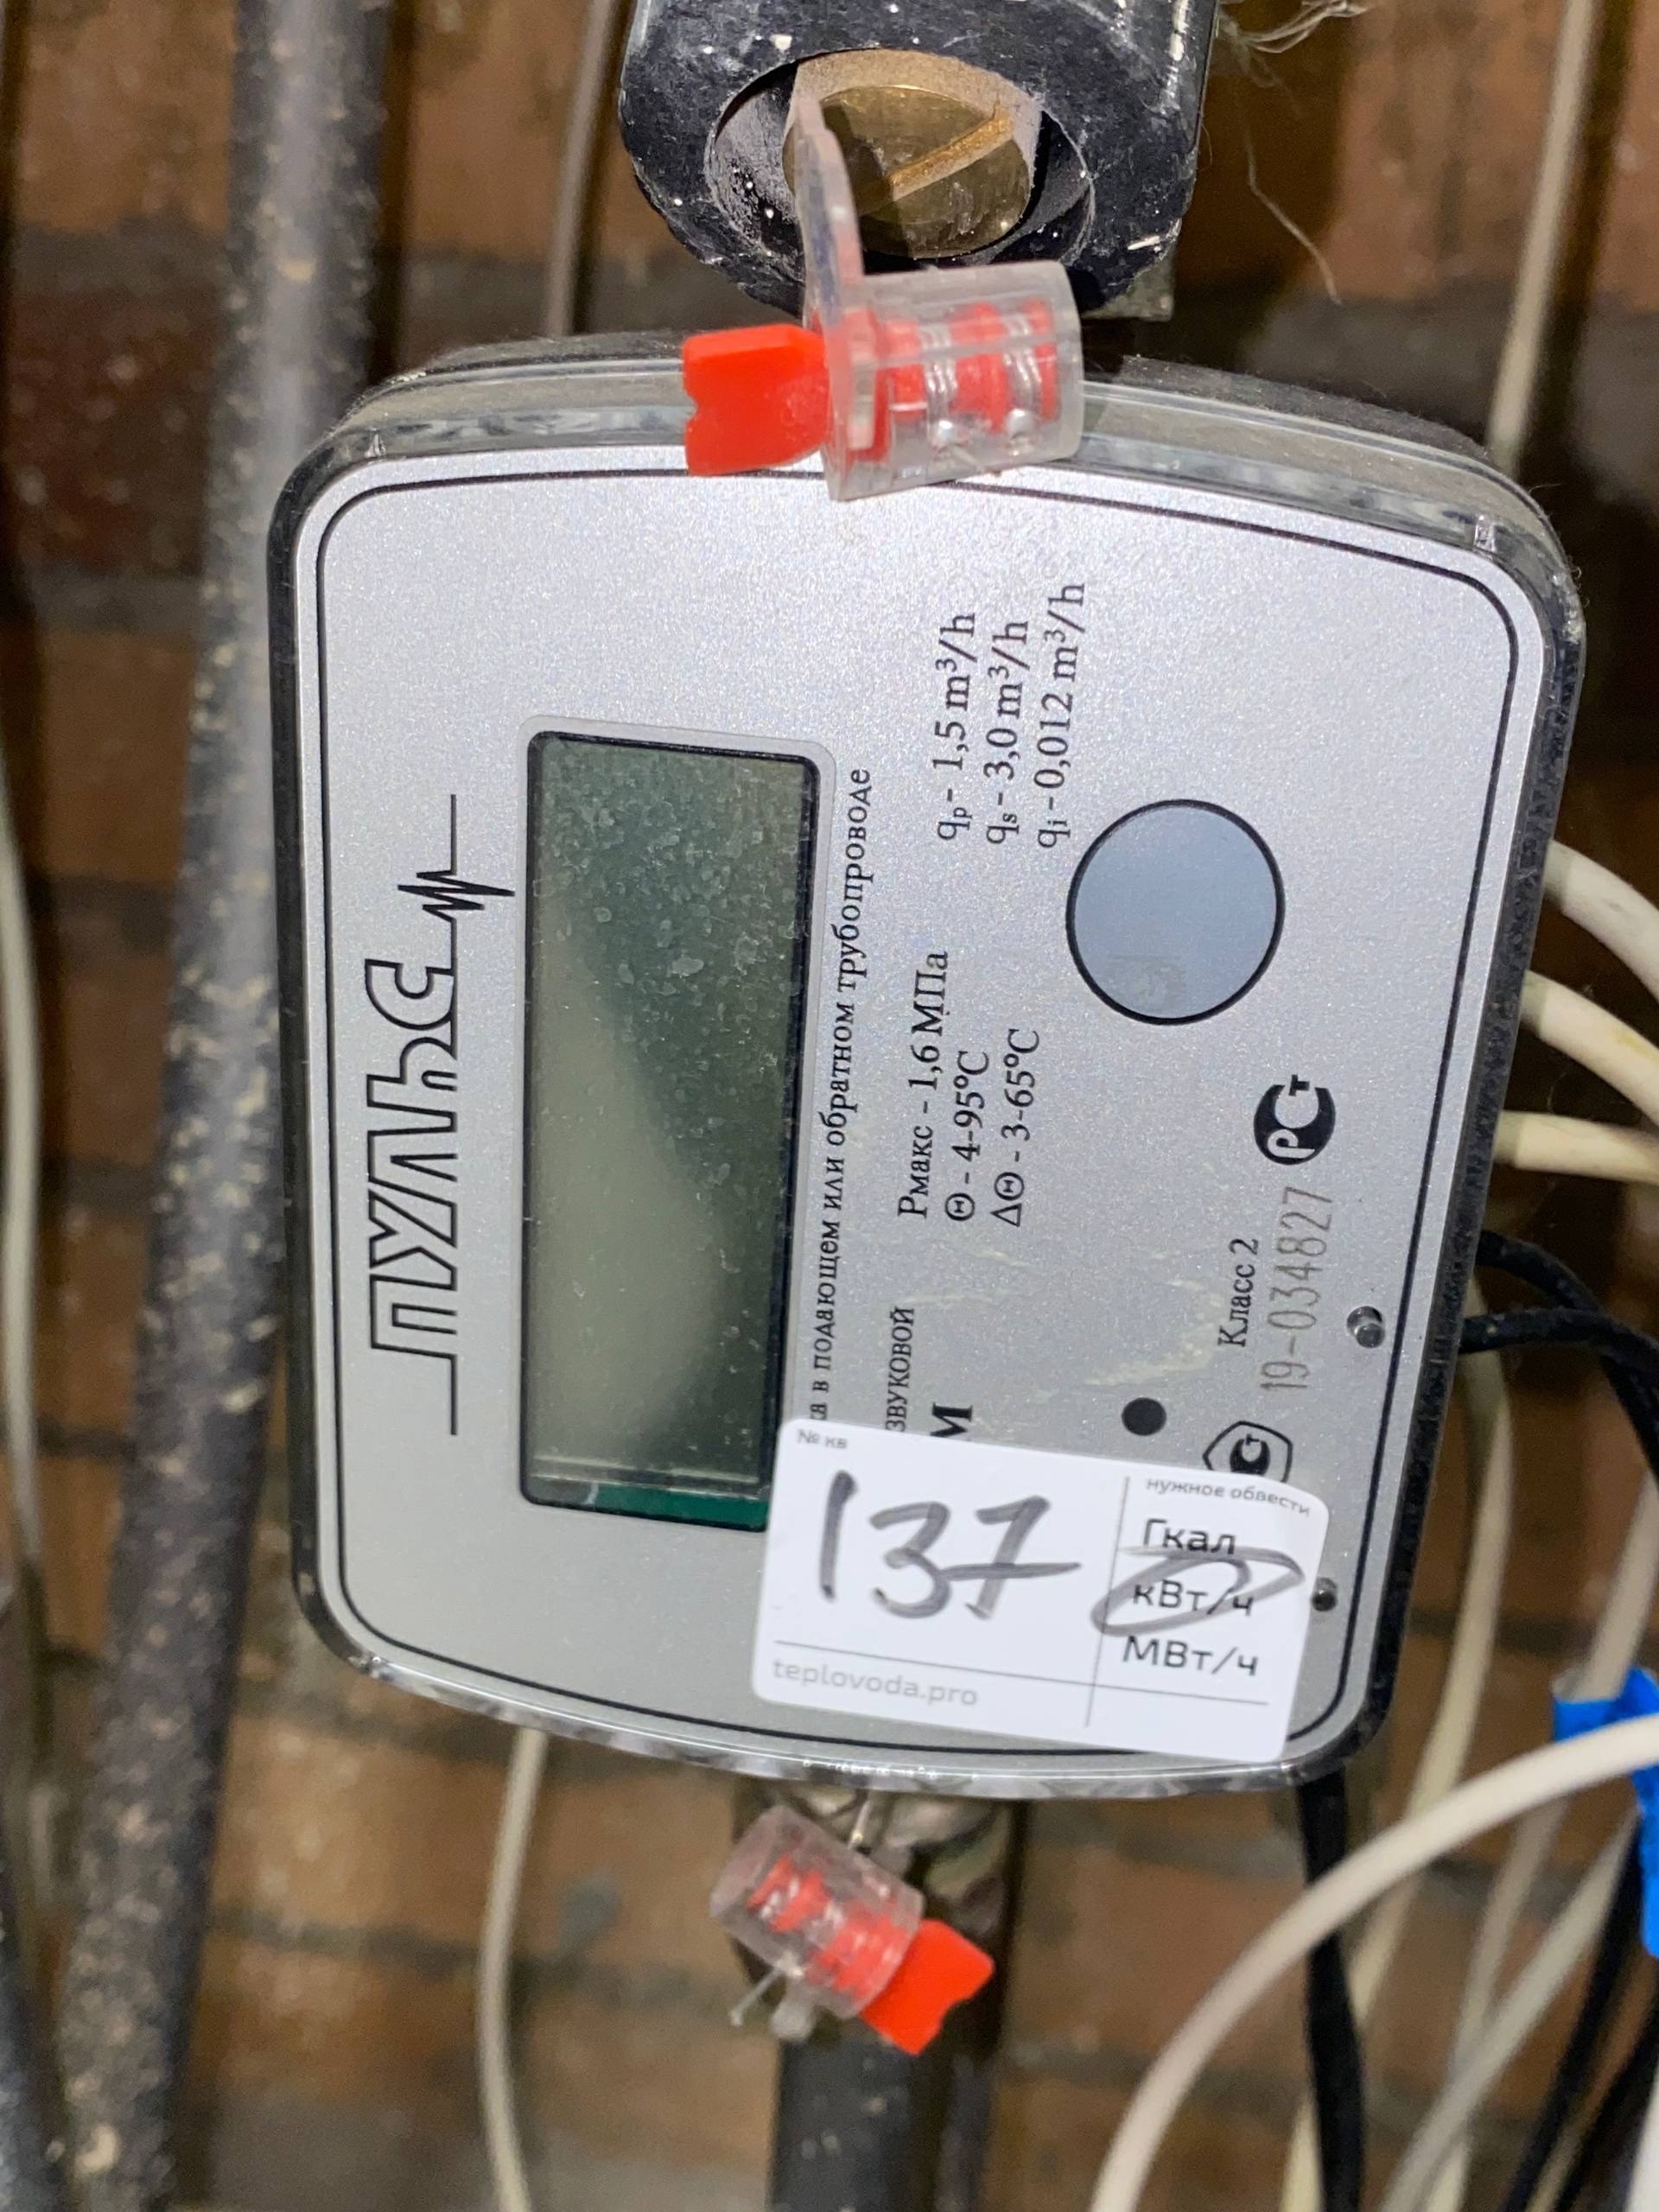 ПУЛЬС
в подающем или обратном трубопроводе
ЗВУКОВОЙ
М
Рмакс - 1,6 МПа
Θ - 4-95°C
ΔΘ - 3-65°C
qp - 1,5 m³/h
qs - 3,0 m³/h
qi - 0,012 m³/h
Класс 2
19-034827
РСт
№ кв
137
нужное обвести
Гкал
кВт/ч
МВт/ч
teplovoda.pro